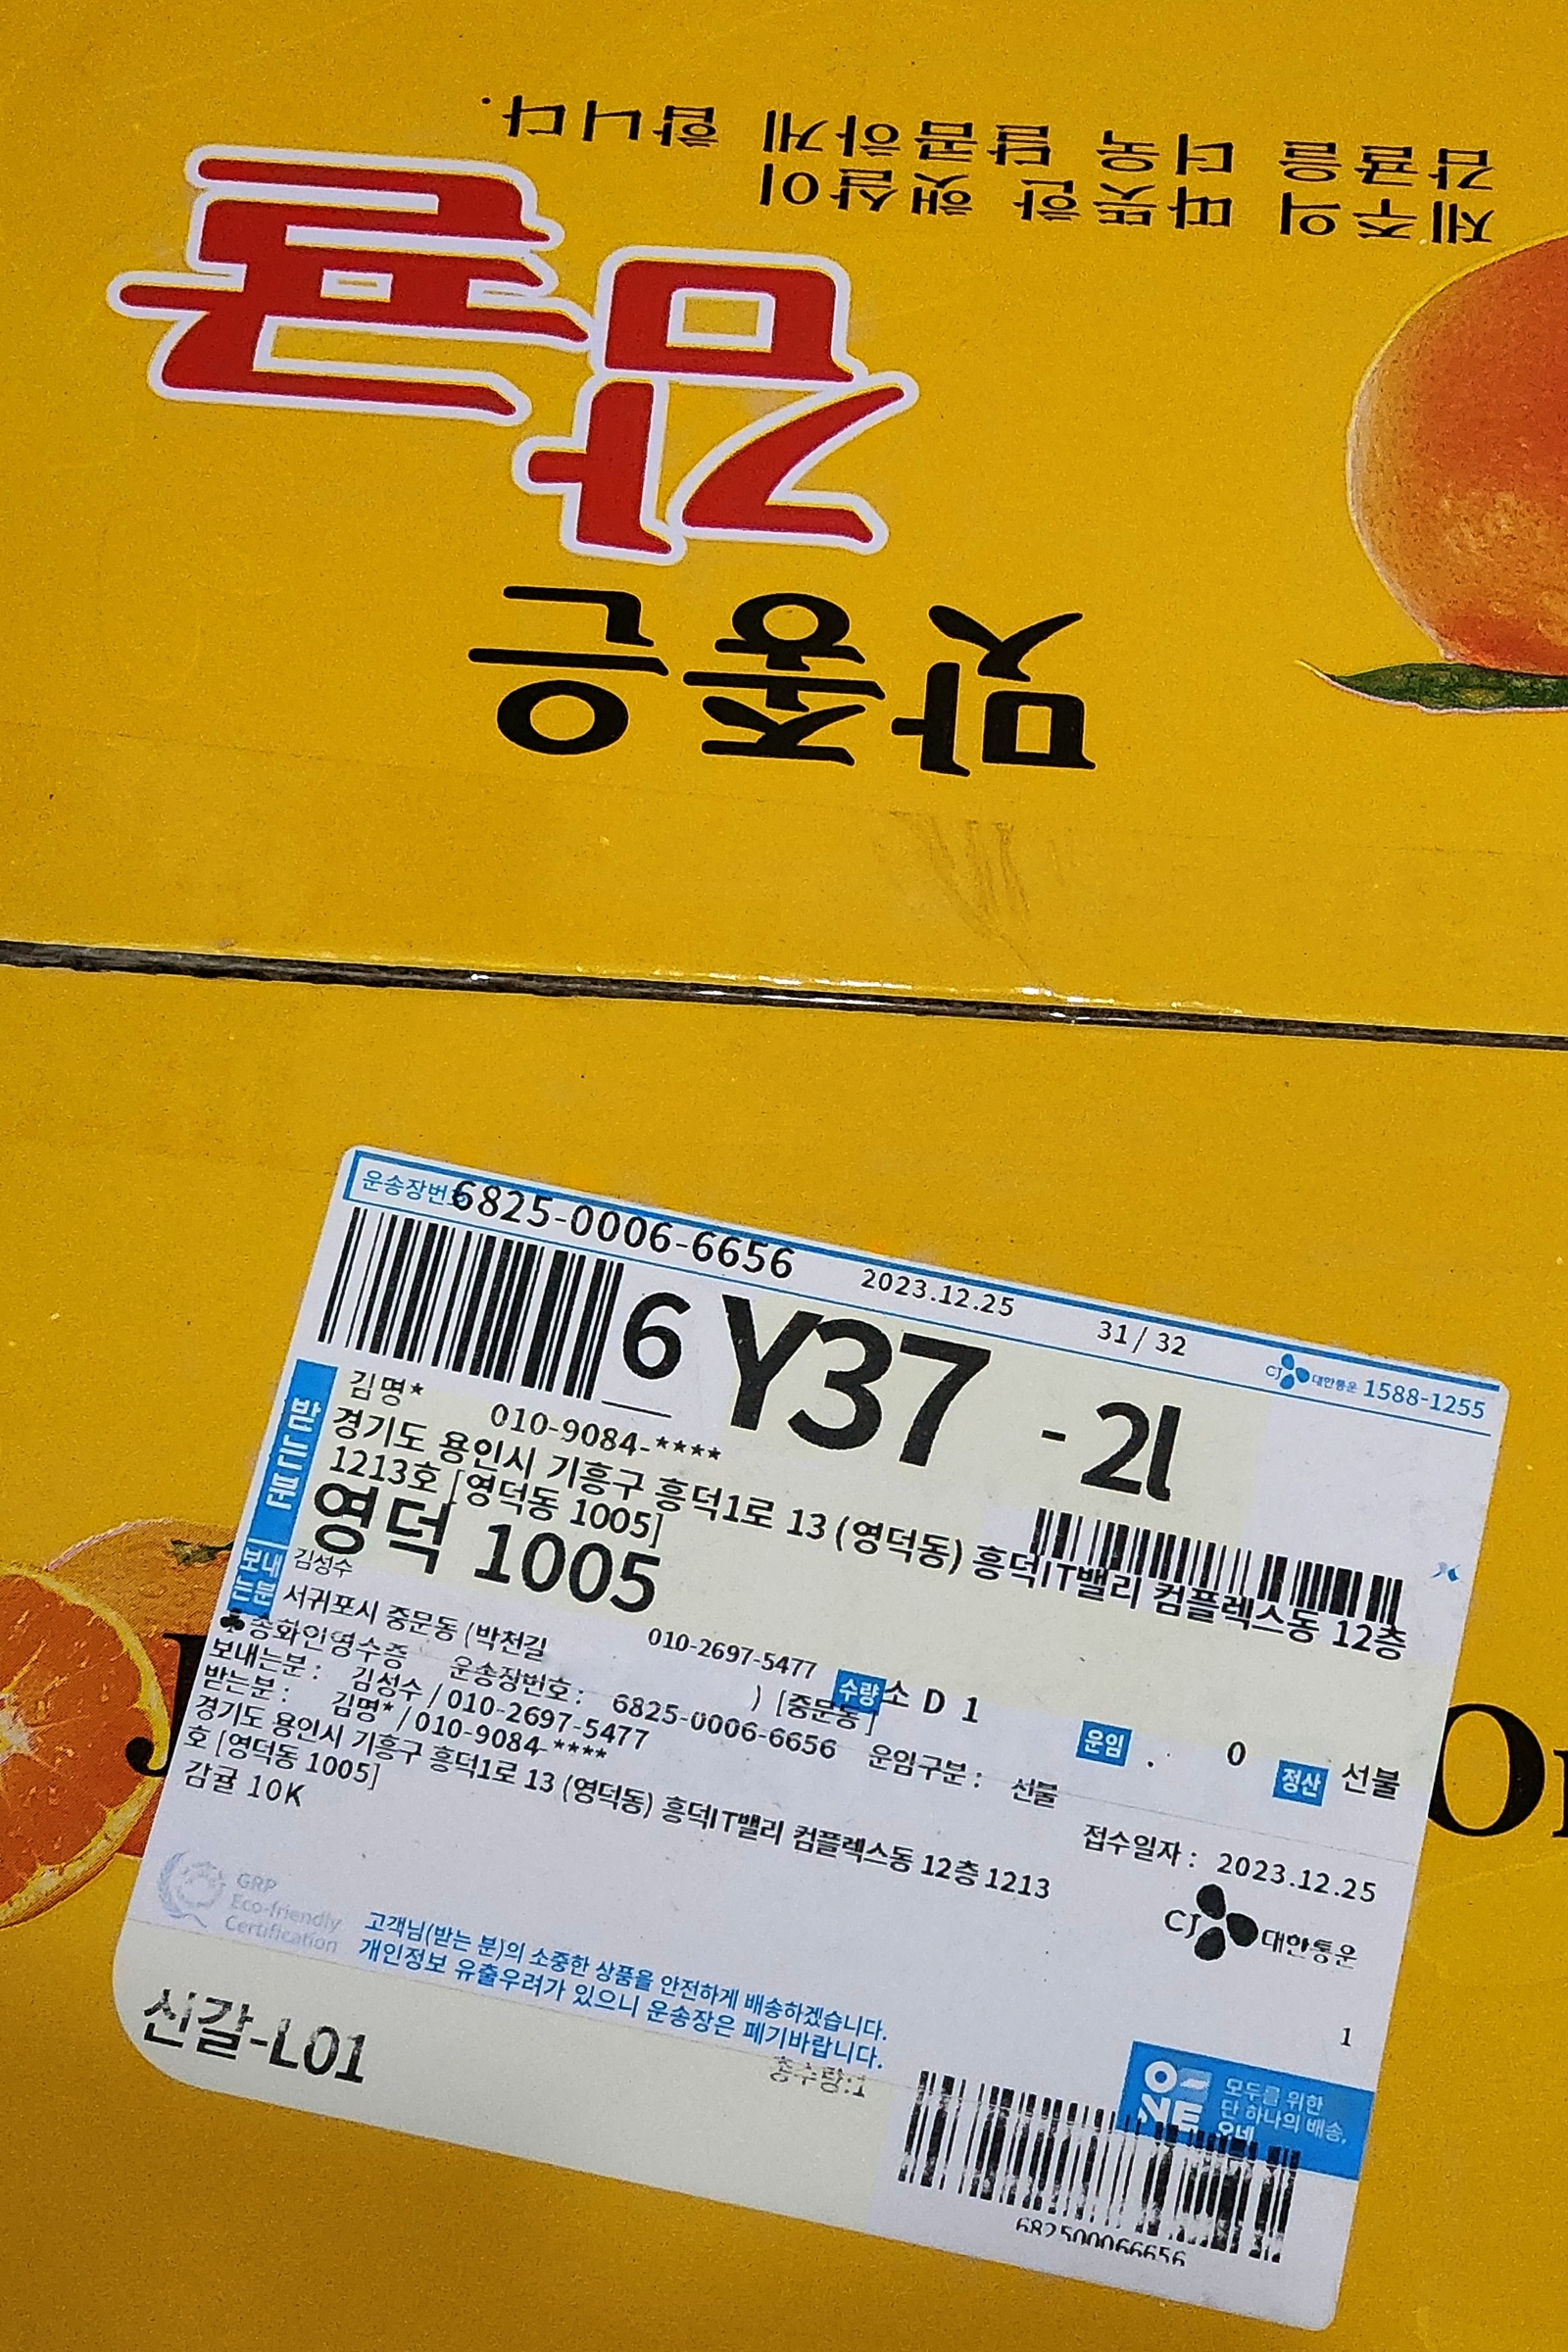 맛좋은
감귤
제주의 따뜻한 햇살이
감귤을 더욱 달콤하게 합니다.
운송장번호 6825-0006-6656
2023.12.25
31 / 32
CJ 대한통운 1588-1255
6 Y37 - 2l
받는분
김명*
010-9084-****
경기도 용인시 기흥구 흥덕1로 13 (영덕동) 흥덕IT밸리 컴플렉스동 12층
1213호 [영덕동 1005]
영덕 1005
보내는분
김성수
010-2697-5477
서귀포시 중문동 (박천길
) [중문동]
수량 소 D 1
운임 . 0
정산 선불
송화인영수증 운송장번호 : 6825-0006-6656 운임구분 : 선불
접수일자 : 2023.12.25
보내는분 : 김성수 / 010-2697-5477
받는분 : 김명* / 010-9084-****
경기도 용인시 기흥구 흥덕1로 13 (영덕동) 흥덕IT밸리 컴플렉스동 12층 1213
호 [영덕동 1005]
감귤 10K
CJ 대한통운
GRP
Eco-friendly
Certification
고객님(받는 분)의 소중한 상품을 안전하게 배송하겠습니다.
개인정보 유출우려가 있으니 운송장은 폐기바랍니다.
1
신갈-L01
총수량:1
ONE
모두를 위한
단 하나의 배송,
오네
682500066656